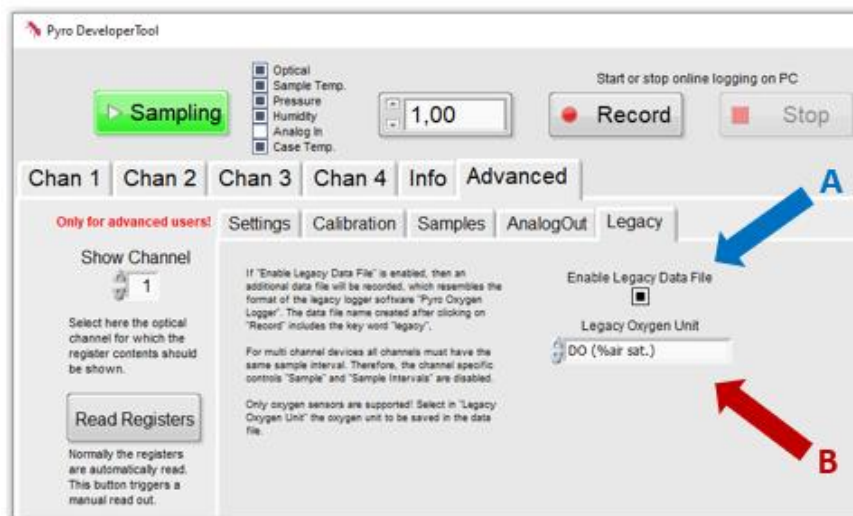 Pyro DeveloperTool
Optical
Sample Temp.
Pressure
Humidity
Analog In
Case Temp.
Sampling
1,00
Start or stop online logging on PC
Record
Stop
Chan 1
Chan 2
Chan 3
Chan 4
Info
Advanced
Only for advanced users!
Settings
Calibration
Samples
AnalogOut
Legacy
Show Channel
1
Select here the optical
channel for which the
register contents should
be shown.
Read Registers
Normally the registers
are automatically read.
This button triggers a
manual read out.
If "Enable Legacy Data File" is enabled, then an
additional data file will be recorded, which resembles the
format of the legacy logger software "Pyro Oxygen
Logger". The data file name created after clicking on
"Record" includes the key word "legacy".
For multi channel devices all channels must have the
same sample interval. Therefore, the channel specific
controls "Sample" and "Sample Intervals" are disabled.
Only oxygen sensors are supported! Select in "Legacy
Oxygen Unit" the oxygen unit to be saved in the data
file.
Enable Legacy Data File
Legacy Oxygen Unit
DO (%air sat.)
A
B